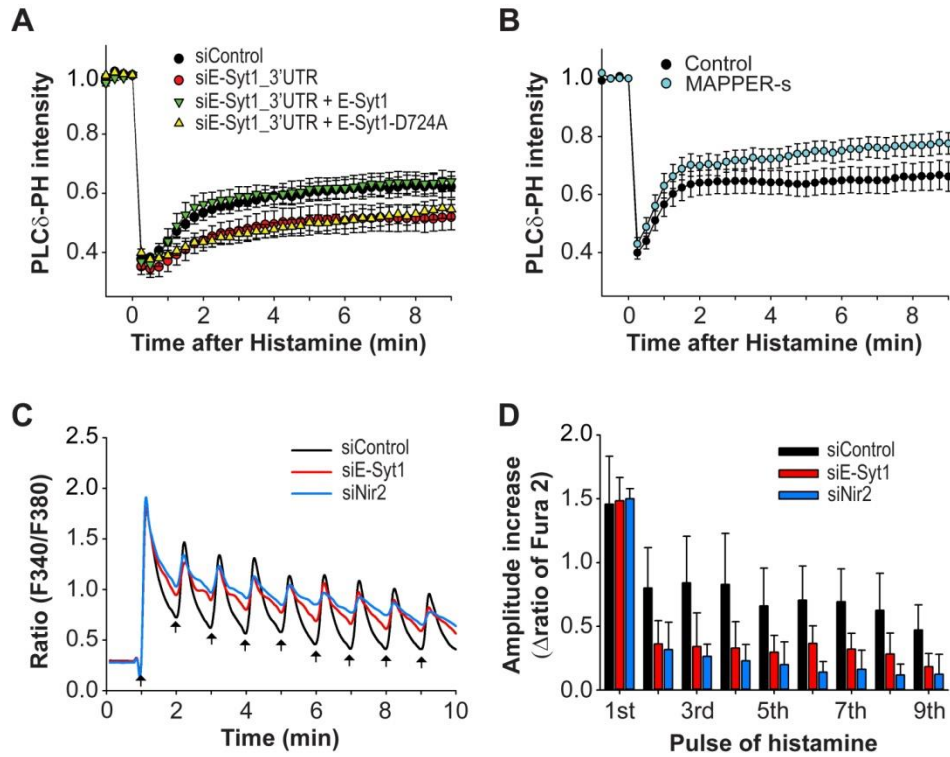 A
siControl
siE-Syt1_3'UTR
siE-Syt1_3'UTR + E-Syt1
siE-Syt1_3'UTR + E-Syt1-D724A
PLCδ-PH intensity
1.0
0.8
0.6
0.4
0 2 4 6 8
Time after Histamine (min)
B
Control
MAPPER-s
PLCδ-PH intensity
1.0
0.8
0.6
0.4
0 2 4 6 8
Time after Histamine (min)
C
siControl
siE-Syt1
siNir2
Ratio (F340/F380)
2.5
2.0
1.5
1.0
0.5
0.0
0 2 4 6 8 10
Time (min)
D
siControl
siE-Syt1
siNir2
Amplitude increase
(Δratio of Fura 2)
2.0
1.5
1.0
0.5
0.0
1st 3rd 5th 7th 9th
Pulse of histamine